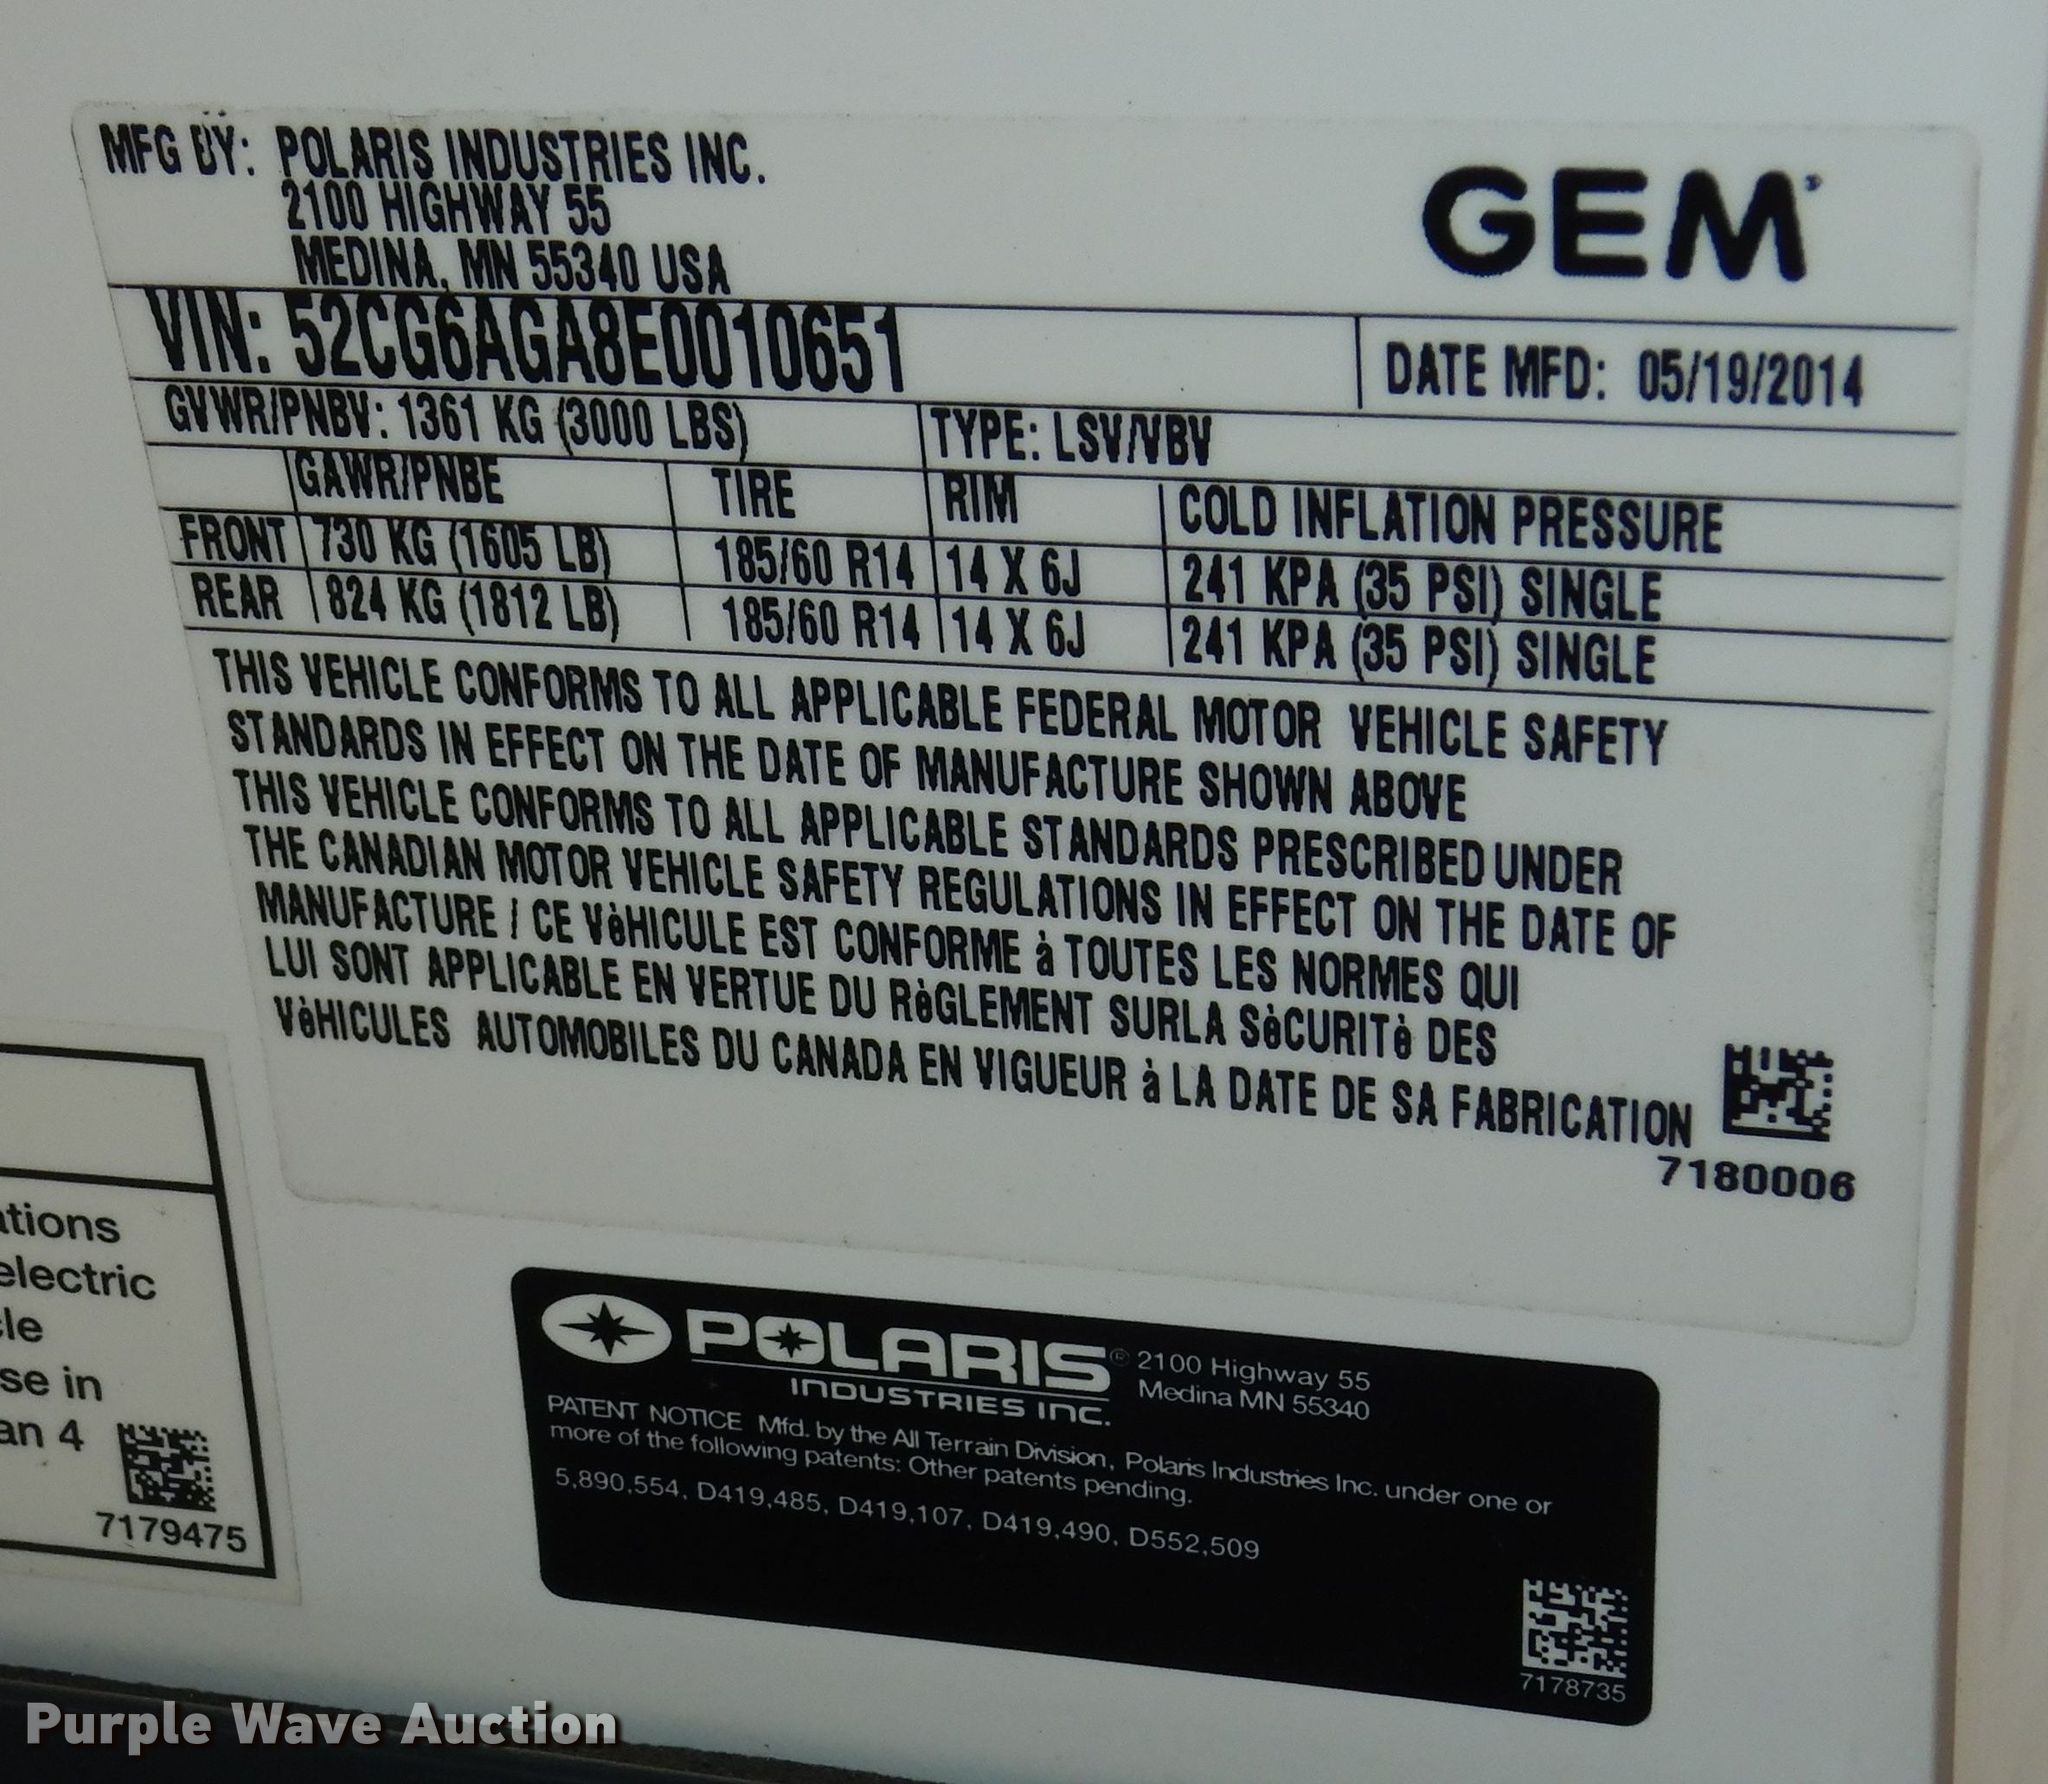 MFG BY: POLARIS INDUSTRIES INC.
2100 HIGHWAY 55
MEDINA, MN 55340 USA
GEM
VIN: 52CG6AGA8E0010651
DATE MFD: 05/19/2014
GVWR/PNBV: 1361 KG (3000 LBS)
TYPE: LSV/VBV
GAWR/PNBE TIRE RIM COLD INFLATION PRESSURE
FRONT 730 KG (1605 LB) 185/60 R14 14 X 6J 241 KPA (35 PSI) SINGLE
REAR 824 KG (1812 LB) 185/60 R14 14 X 6J 241 KPA (35 PSI) SINGLE
THIS VEHICLE CONFORMS TO ALL APPLICABLE FEDERAL MOTOR VEHICLE SAFETY
STANDARDS IN EFFECT ON THE DATE OF MANUFACTURE SHOWN ABOVE
THIS VEHICLE CONFORMS TO ALL APPLICABLE STANDARDS PRESCRIBED UNDER
THE CANADIAN MOTOR VEHICLE SAFETY REGULATIONS IN EFFECT ON THE DATE OF
MANUFACTURE / CE VèHICULE EST CONFORME à TOUTES LES NORMES QUI
LUI SONT APPLICABLE EN VERTUE DU RèGLEMENT SURLA SèCURITè DES
VèHICULES AUTOMOBILES DU CANADA EN VIGUEUR à LA DATE DE SA FABRICATION
7180006
ations
electric
cle
se in
an 4
7179475
POLARIS®
INDUSTRIES INC.
2100 Highway 55
Medina MN 55340
PATENT NOTICE Mfd. by the All Terrain Division, Polaris Industries Inc. under one or
more of the following patents: Other patents pending.
5,890,554, D419,485, D419,107, D419,490, D552,509
7178735
Purple Wave Auction